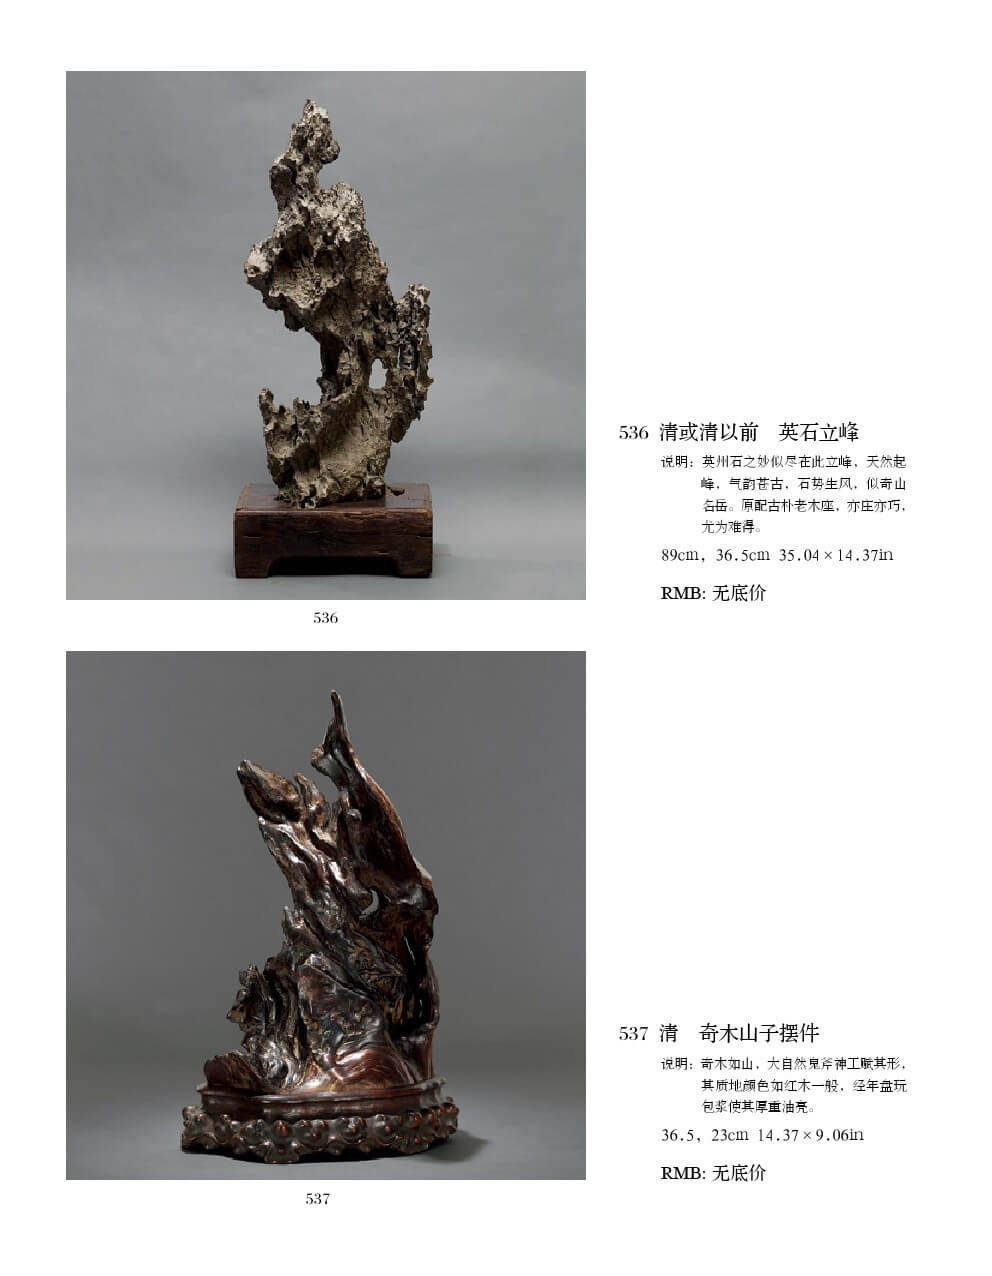 536 清或清以前　英石立峰
说明：英州石之妙似尽在此立峰，天然起
峰，气韵苍古，石势生风，似奇山
名岳。原配古朴老木座，亦庄亦巧，
尤为难得。
89cm，36.5cm 35.04×14.37in
RMB: 无底价
536
537 清　奇木山子摆件
说明：奇木如山，大自然鬼斧神工赋其形，
其质地颜色如红木一般，经年盘玩
包浆使其厚重油亮。
36.5，23cm 14.37×9.06in
RMB: 无底价
537